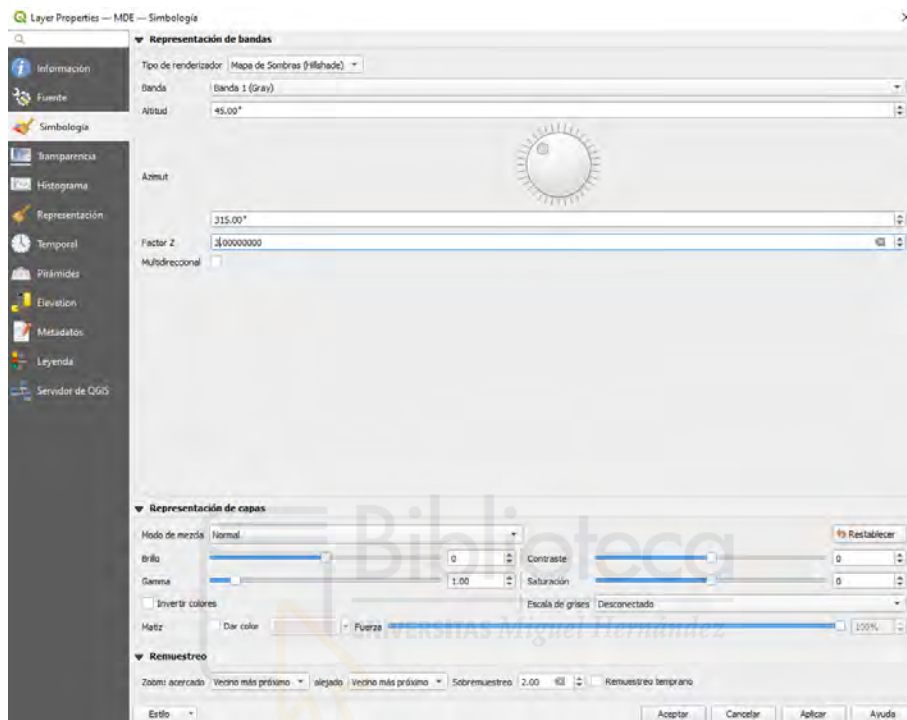 Layer Properties — MDE — Simbología
Información
Fuente
Simbología
Transparencia
Histograma
Representación
Temporal
Pirámides
Elevation
Metadatos
Leyenda
Servidor de QGIS
Representación de bandas
Tipo de renderizador Mapa de Sombras (Hillshade)
Banda Banda 1 (Gray)
Altitud 45.00°
Azimut
315.00°
Factor Z 3.00000000
Multidireccional
Representación de capas
Modo de mezcla Normal
Restablecer
Brillo 0 Contraste 0
Gamma 1.00 Saturación 0
Invertir colores Escala de grises Desconectado
Matiz Dar color Fuerza 100%
Remuestreo
Zoom: acercado Vecino más próximo alejado Vecino más próximo Sobremuestreo 2.00 Remuestreo temprano
Estilo Aceptar Cancelar Aplicar Ayuda
Biblioteca
UNIVERSITAS Miguel Hernández